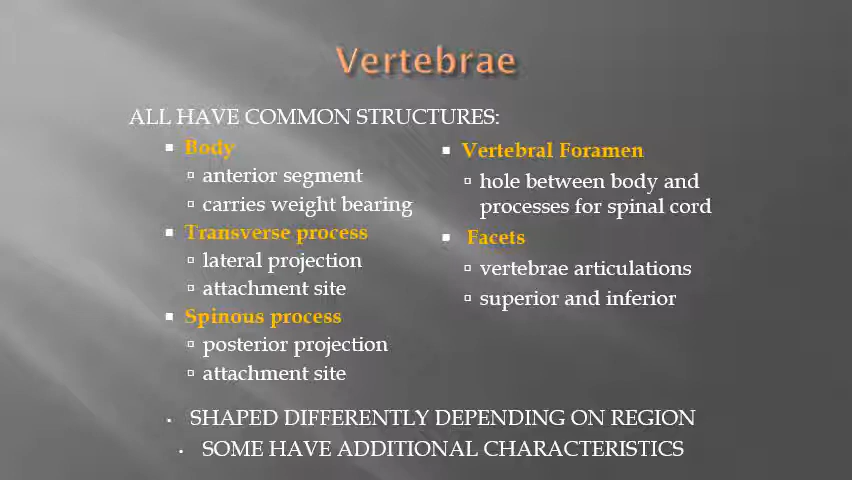 Vertebrae
ALL HAVE COMMON STRUCTURES:
Body
anterior segment
carries weight bearing
Transverse process
lateral projection
attachment site
Spinous process
posterior projection
attachment site
Vertebral Foramen
hole between body and
processes for spinal cord
Facets
vertebrae articulations
superior and inferior
SHAPED DIFFERENTLY DEPENDING ON REGION
SOME HAVE ADDITIONAL CHARACTERISTICS